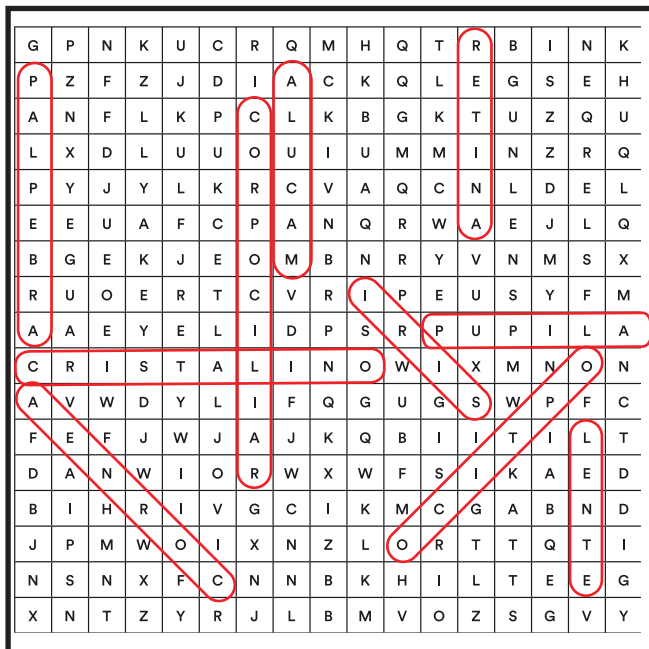 G P N K U C R Q M H Q T R B I N K
P Z F Z J D I A C K Q L E G S E H
A N F L K P C L K B G K T U Z Q U
L X D L U U O U I U M M I N Z R Q
P Y J Y L K R C V A Q C N L D E L
E E U A F C P A N Q R W A E J L Q
B G E K J E O M B N R Y V N M S X
R U O E R T C V R I P E U S Y F M
A A E Y E L I D P S R P U P I L A
C R I S T A L I N O W I X M N O N
A V W D Y L I F Q G U G S W P F C
F E F J W J A J K Q B I I T I L T
D A N W I O R W X W F S I K A E D
B I H R I V G C I K M C G A B N D
J P M W O I X N Z L O R T T Q T I
N S N X F C N N B K H I L T E E G
X N T Z Y R J L B M V O Z S G V Y